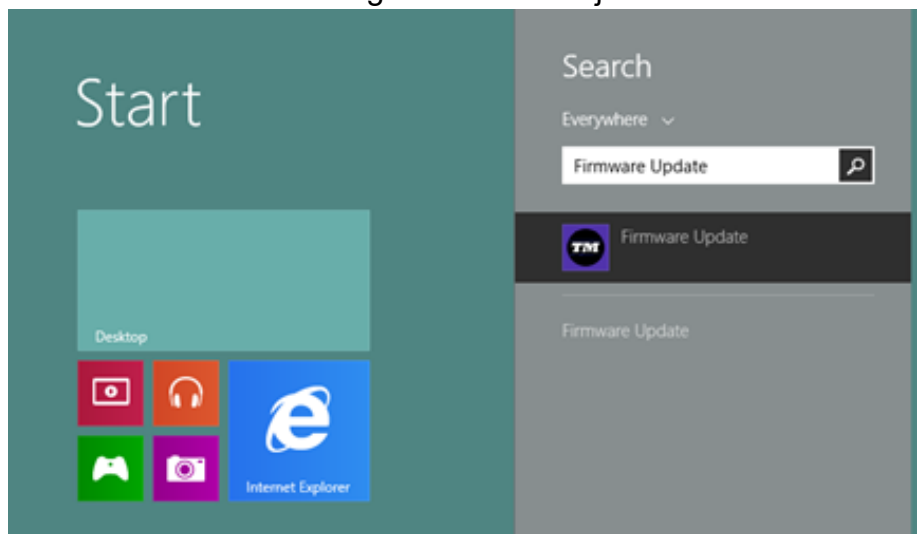 Start
Desktop
Internet Explorer
Search
Everywhere
Firmware Update
TM
Firmware Update
Firmware Update